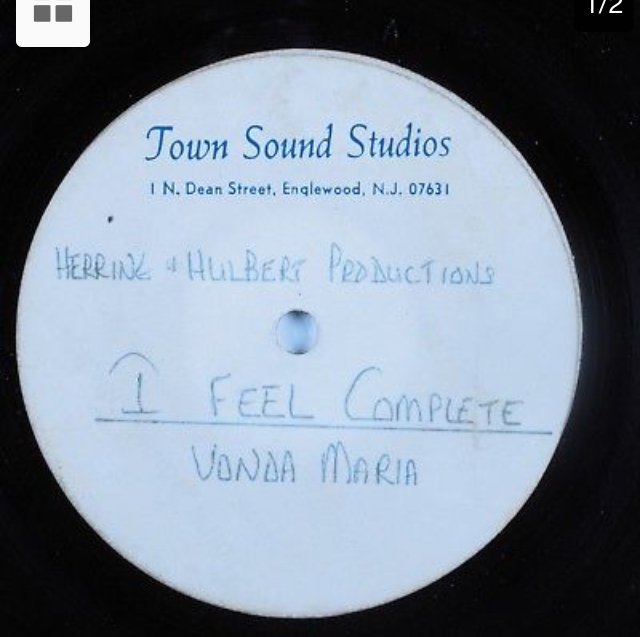 1/2
Town Sound Studios
1 N. Dean Street, Englewood, N.J. 07631
HERRING & HULBERT PRODUCTIONS
I FEEL COMPLETE
VONDA MARIA